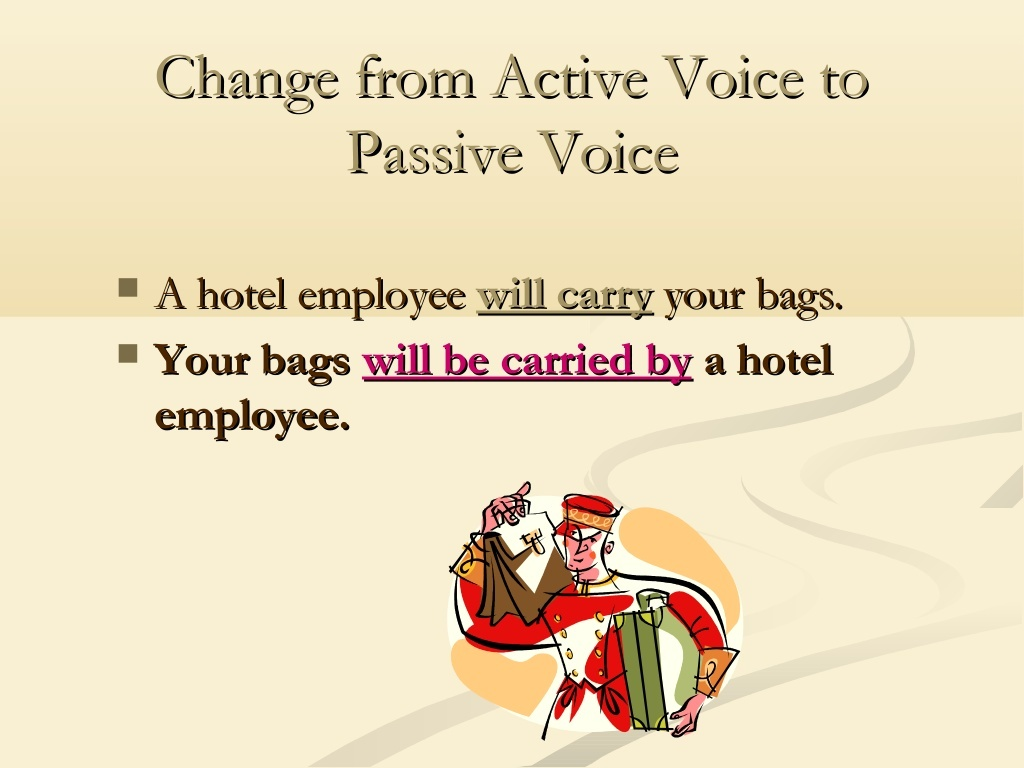 Change from Active Voice to
Passive Voice
A hotel employee will carry your bags.
Your bags will be carried by a hotel
employee.